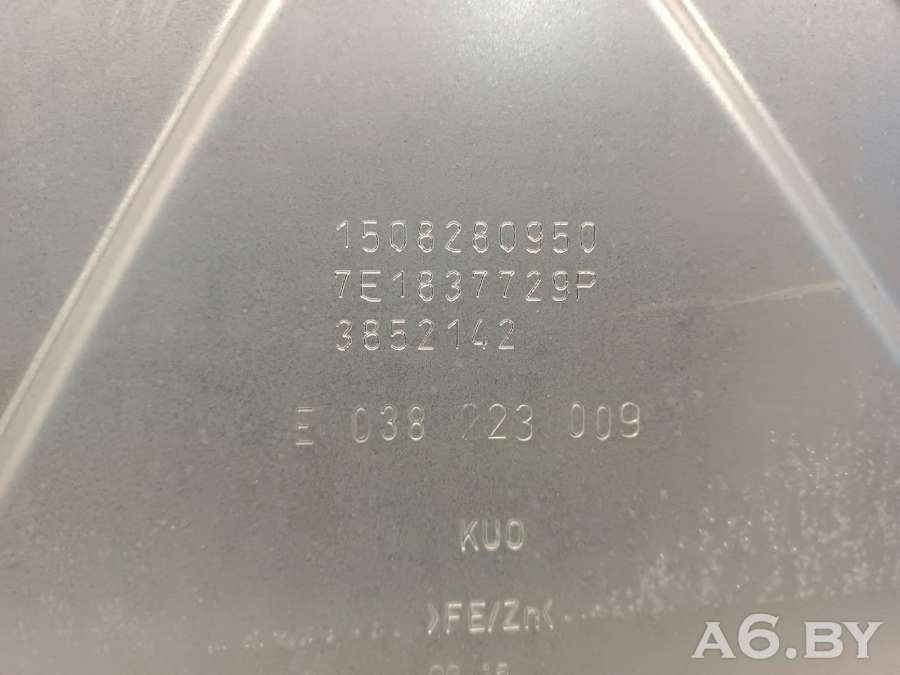 1508280950
7E1837729P
3852142
E 038 223 009
KUO
>FE/Zn<
A6.BY